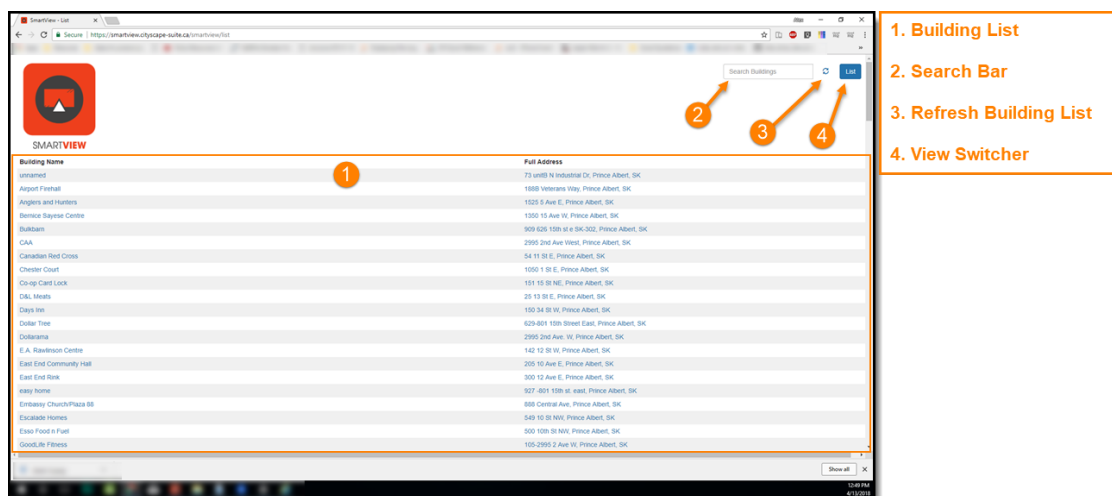 SmartView - List
Secure | https://smartview.cityscape-suite.ca/smartview/list
Search Buildings
List
SMARTVIEW
2
3
4
1
Building Name Full Address
unnamed 73 unitB N Industrial Dr, Prince Albert, SK
Airport Firehall 188B Veterans Way, Prince Albert, SK
Anglers and Hunters 1525 5 Ave E, Prince Albert, SK
Bernice Sayese Centre 1350 15 Ave W, Prince Albert, SK
Bulkbarn 909 626 15th st e SK-302, Prince Albert, SK
CAA 2995 2nd Ave West, Prince Albert, SK
Canadian Red Cross 54 11 St E, Prince Albert, SK
Chester Court 1050 1 St E, Prince Albert, SK
Co-op Card Lock 151 15 St NE, Prince Albert, SK
D&L Meats 25 13 St E, Prince Albert, SK
Days Inn 150 34 St W, Prince Albert, SK
Dollar Tree 629-801 15th Street East, Prince Albert, SK
Dollarama 2995 2nd Ave. W, Prince Albert, SK
E.A. Rawlinson Centre 142 12 St W, Prince Albert, SK
East End Community Hall 205 10 Ave E, Prince Albert, SK
East End Rink 300 12 Ave E, Prince Albert, SK
easy home 927 -801 15th st. east, Prince Albert, SK
Embassy Church/Plaza 88 888 Central Ave, Prince Albert, SK
Escalade Homes 549 10 St NW, Prince Albert, SK
Esso Food n Fuel 500 10th St NW, Prince Albert, SK
GoodLife Fitness 105-2995 2 Ave W, Prince Albert, SK
Show all
12:49 PM
4/13/2018
1. Building List
2. Search Bar
3. Refresh Building List
4. View Switcher